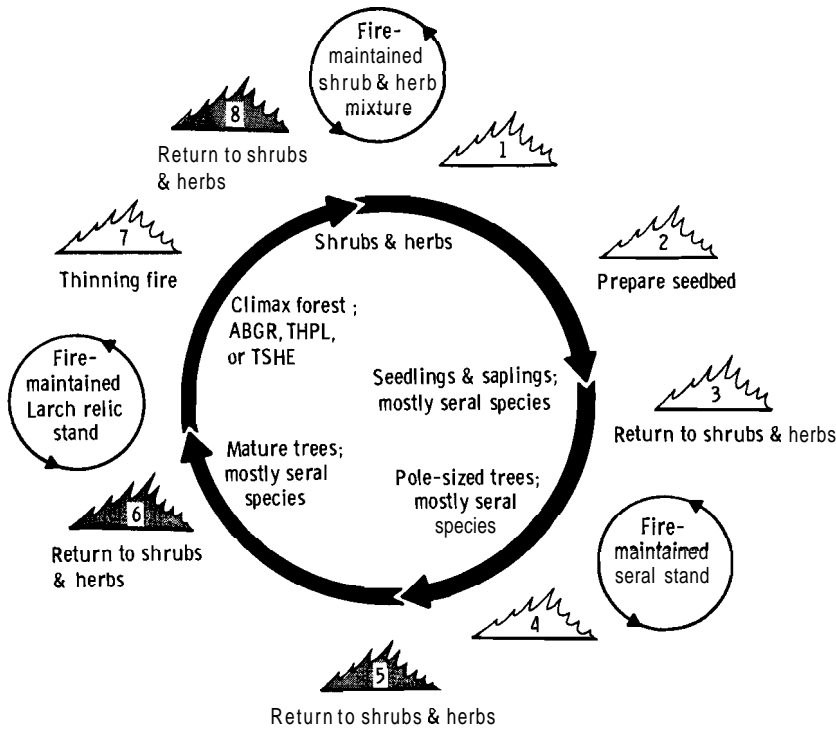 Fire-
maintained
shrub & herb
mixture
8
Return to shrubs
& herbs
1
7
Thinning fire
2
Prepare seedbed
Shrubs & herbs
Climax forest ;
ABGR, THPL,
or TSHE
Fire-
maintained
Larch relic
stand
Seedlings & saplings;
mostly seral species
3
Return to shrubs & herbs
Mature trees;
mostly seral
species
Pole-sized trees;
mostly seral
species
6
Return to shrubs
& herbs
Fire-
maintained
seral stand
4
5
Return to shrubs & herbs